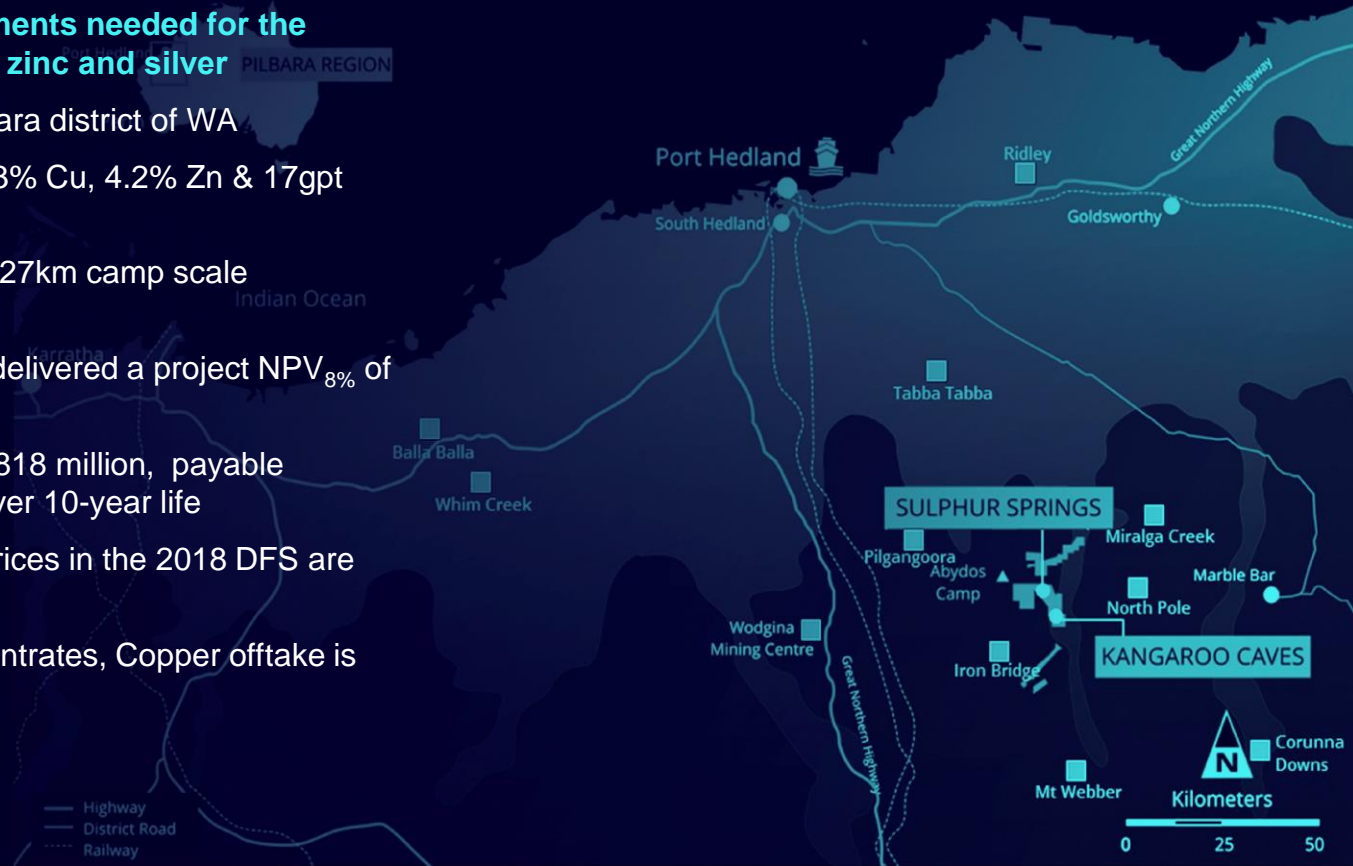 ments needed for the
zinc and silver
ara district of WA
3% Cu, 4.2% Zn & 17gpt
27km camp scale
delivered a project NPV8% of
818 million, payable
ver 10-year life
rices in the 2018 DFS are
ntrates, Copper offtake is
Port Hedland
PILBARA REGION
Indian Ocean
Karratha
Port Hedland
South Hedland
Ridley
Great Northern Highway
Goldsworthy
Tabba Tabba
Balla Balla
Whim Creek
SULPHUR SPRINGS
Pilgangoora
Abydos
Camp
Miralga Creek
Marble Bar
North Pole
Wodgina
Mining Centre
Iron Bridge
KANGAROO CAVES
Great Northern Highway
Mt Webber
N
Corunna
Downs
Kilometers
0 25 50
Highway
District Road
Railway